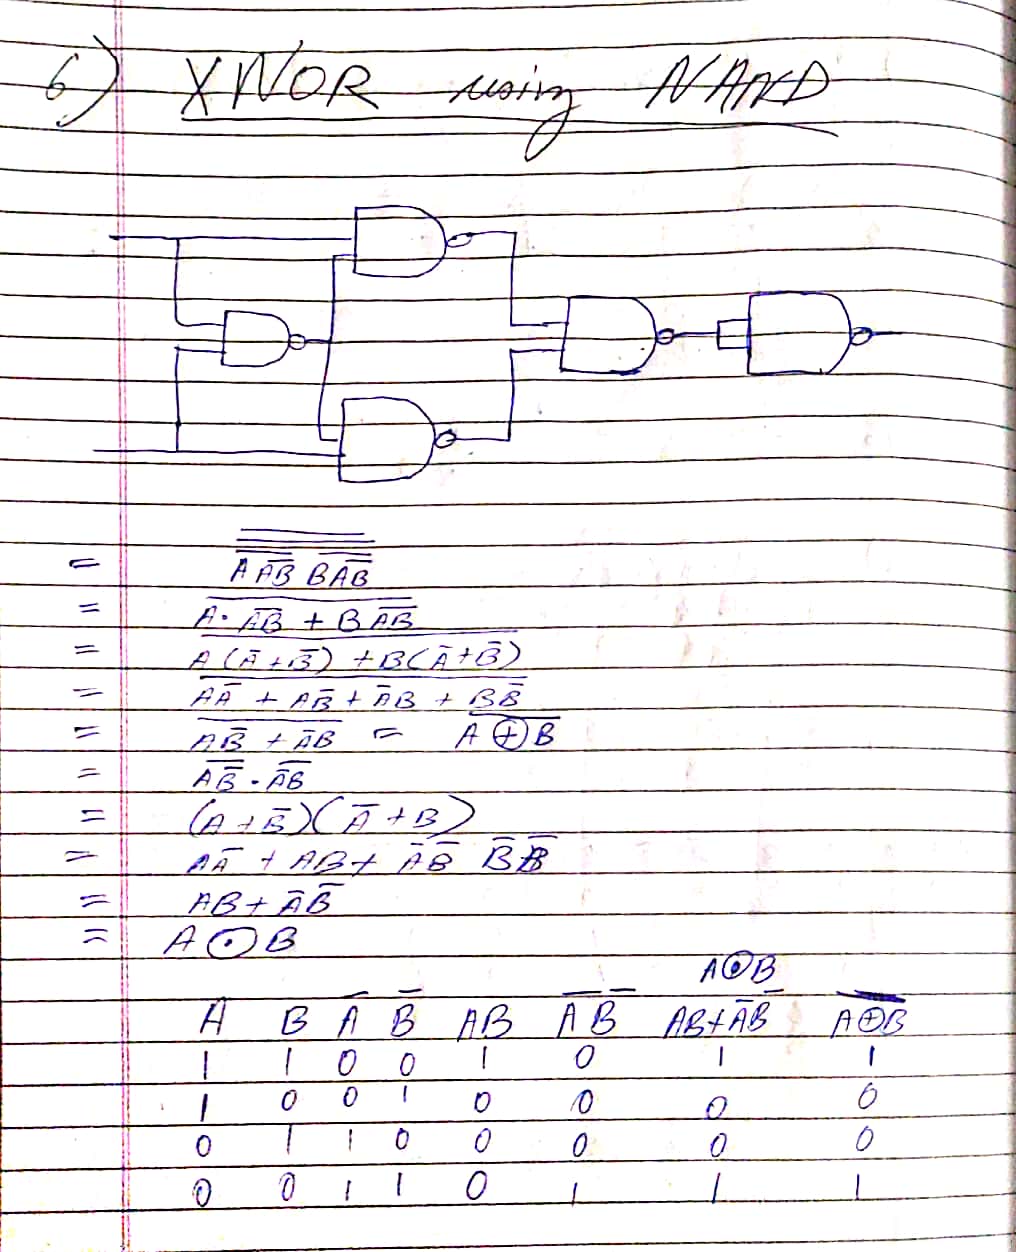 6) XNOR using NAND
= $\overline{\overline{\overline{A\,\overline{AB}}\;\overline{B\,\overline{AB}}}}$
= $\overline{A \cdot \overline{AB} + B\,\overline{AB}}$
= $\overline{A(\bar{A}+\bar{B}) + B(\bar{A}+\bar{B})}$
= $\overline{A\bar{A} + A\bar{B} + \bar{A}B + B\bar{B}}$
= $\overline{A\bar{B} + \bar{A}B}$ = $\overline{A \oplus B}$
= $\overline{A\bar{B}} \cdot \overline{\bar{A}B}$
= $(A+\bar{B})(\bar{A}+B)$
= $A\bar{A} + AB + \bar{A}\bar{B}\;\bar{B}\bar{B}$
= $AB + \bar{A}\bar{B}$
= A ⊙ B
A⊙B
A B $\bar{A}$ $\bar{B}$ AB $\bar{A}\,\bar{B}$ $AB+\bar{A}\bar{B}$ $\overline{A \oplus B}$
1 1 0 0 1 0 1 1
1 0 0 1 0 0 0 0
0 1 1 0 0 0 0 0
0 0 1 1 0 1 1 1